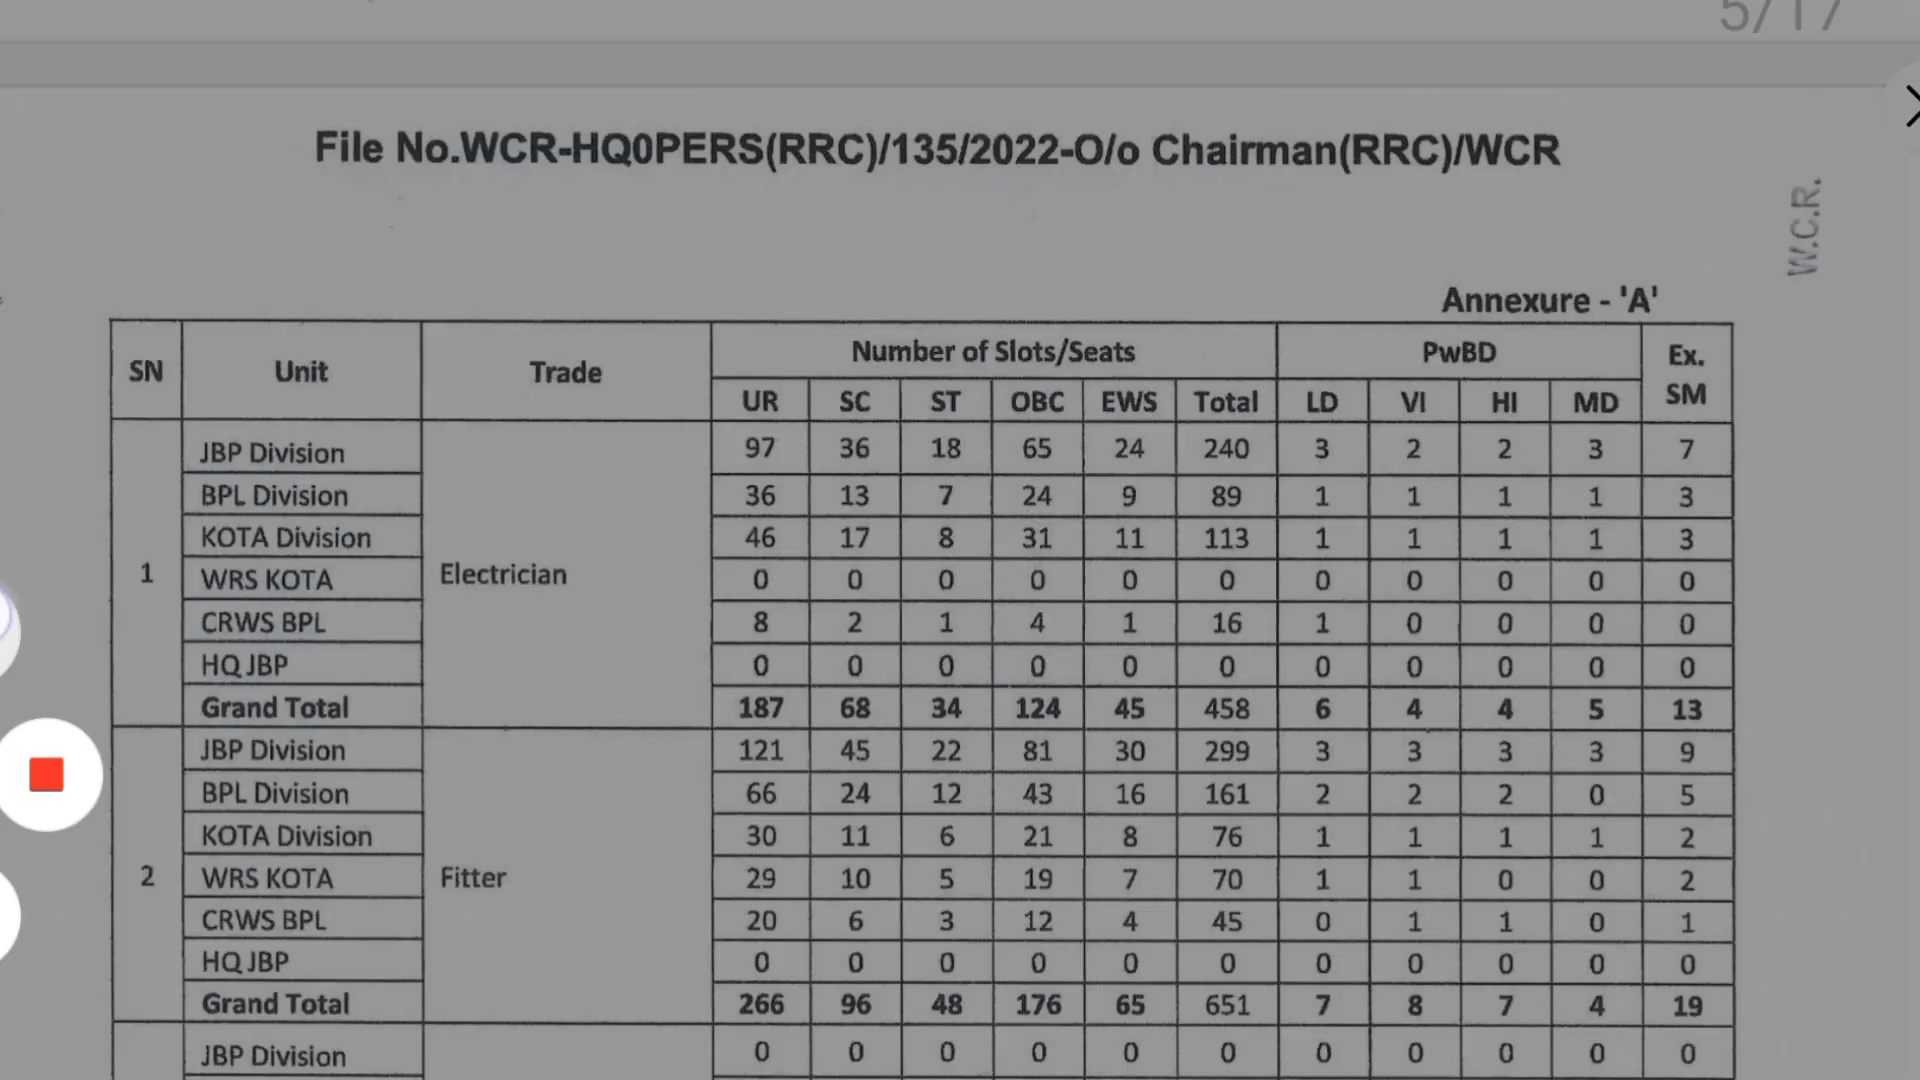 5/17
File No.WCR-HQ0PERS(RRC)/135/2022-O/o Chairman(RRC)/WCR
W.C.R.
Annexure - 'A'
SN Unit Trade Number of Slots/Seats PwBD Ex. SM
UR SC ST OBC EWS Total LD VI HI MD
1 Electrician
JBP Division 97 36 18 65 24 240 3 2 2 3 7
BPL Division 36 13 7 24 9 89 1 1 1 1 3
KOTA Division 46 17 8 31 11 113 1 1 1 1 3
WRS KOTA 0 0 0 0 0 0 0 0 0 0 0
CRWS BPL 8 2 1 4 1 16 1 0 0 0 0
HQ JBP 0 0 0 0 0 0 0 0 0 0 0
Grand Total 187 68 34 124 45 458 6 4 4 5 13
2 Fitter
JBP Division 121 45 22 81 30 299 3 3 3 3 9
BPL Division 66 24 12 43 16 161 2 2 2 0 5
KOTA Division 30 11 6 21 8 76 1 1 1 1 2
WRS KOTA 29 10 5 19 7 70 1 1 0 0 2
CRWS BPL 20 6 3 12 4 45 0 1 1 0 1
HQ JBP 0 0 0 0 0 0 0 0 0 0 0
Grand Total 266 96 48 176 65 651 7 8 7 4 19
JBP Division 0 0 0 0 0 0 0 0 0 0 0